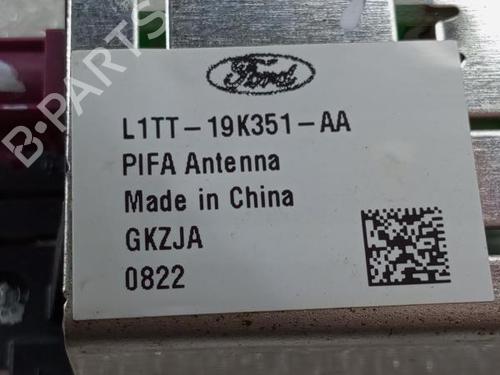 Ford
L1TT-19K351-AA
PIFA Antenna
Made in China
GKZJA
0822
B-PARTS